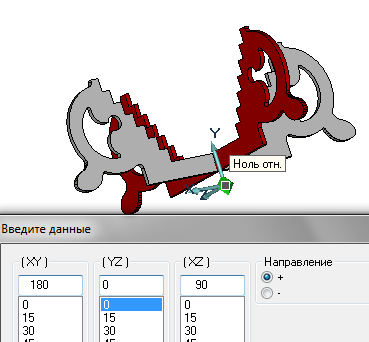 Y
Ноль отн.
Введите данные
( XY ) ( YZ ) ( XZ ) Направление
180 0 90 +
0 0 0 -
15 15 15
30 30 30